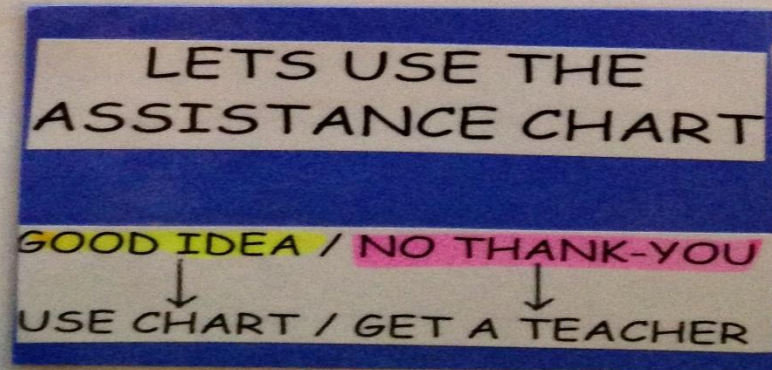 LETS USE THE
ASSISTANCE CHART
GOOD IDEA / NO THANK-YOU
USE CHART / GET A TEACHER